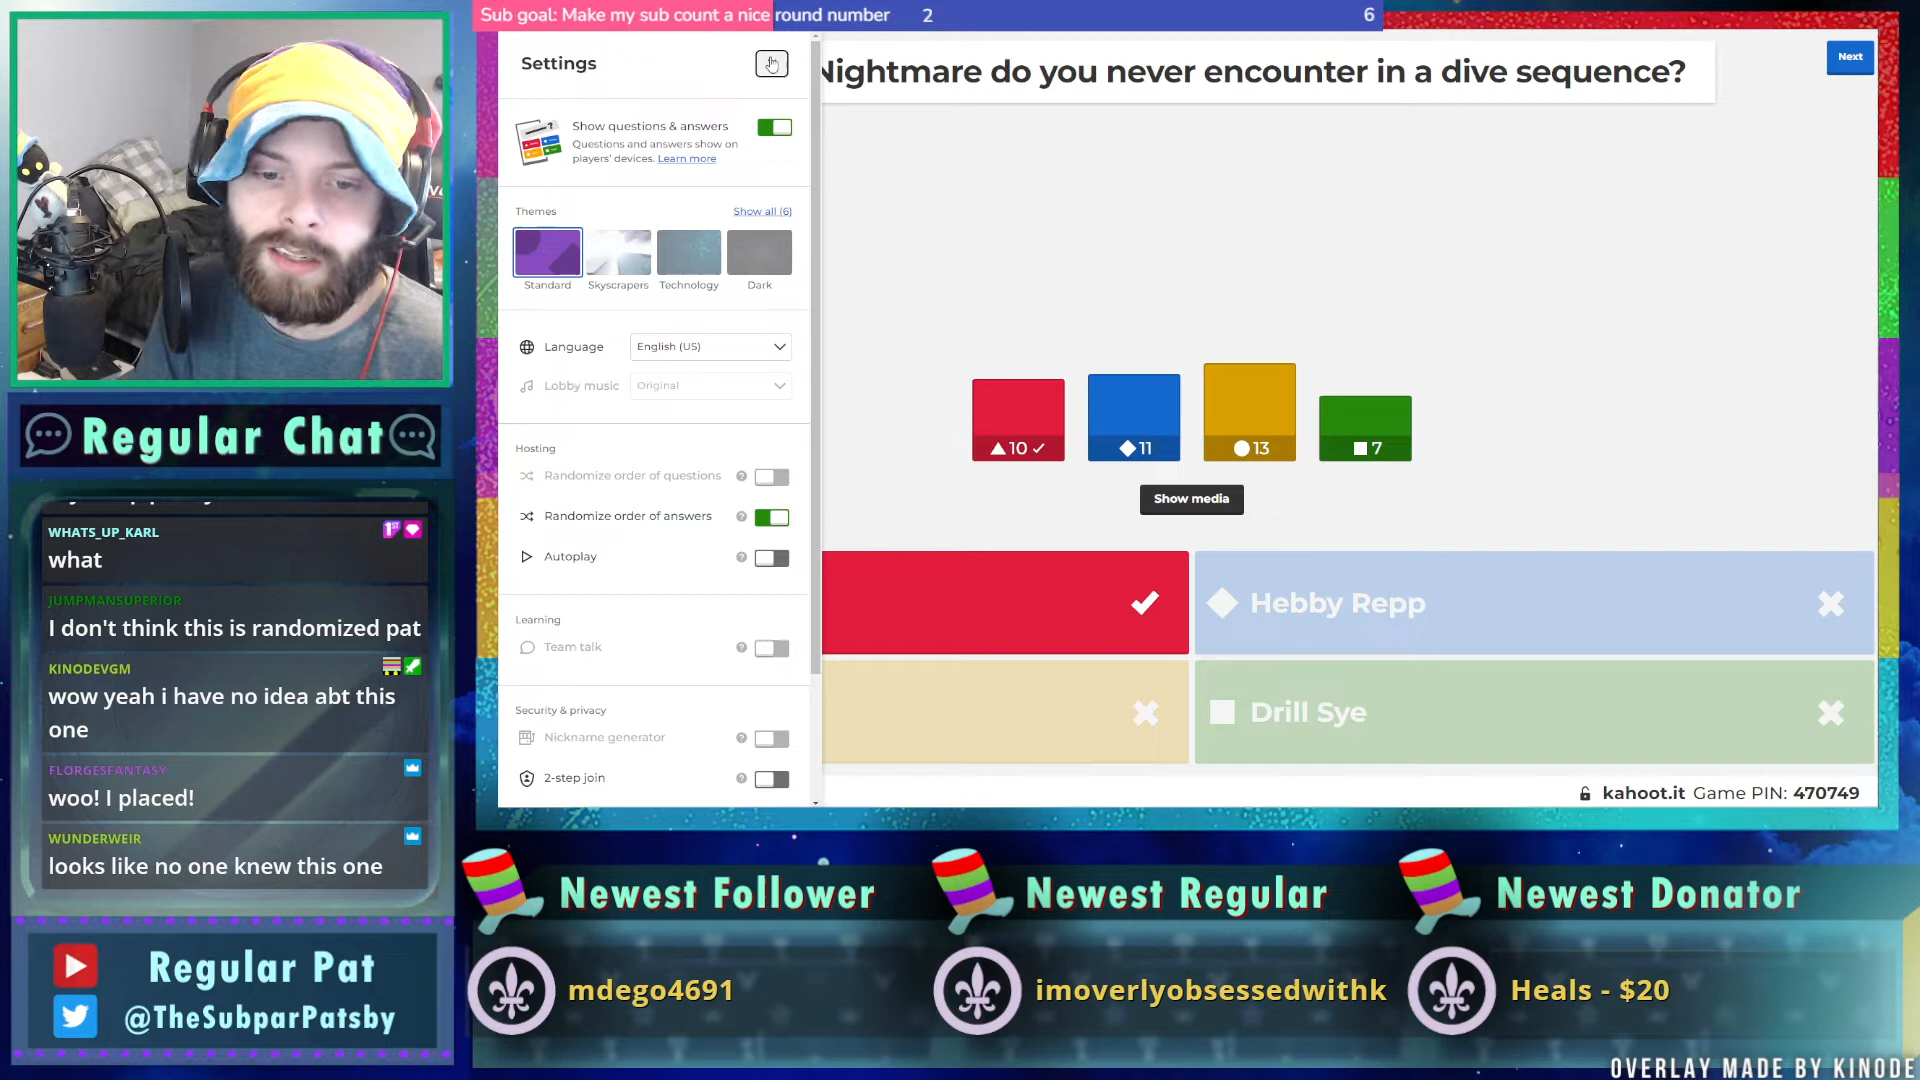 Sub goal: Make my sub count a nice round number 2 6
Settings
Nightmare do you never encounter in a dive sequence?
Next
Show questions & answers
Questions and answers show on
players' devices. Learn more
Themes
Show all (6)
Standard
Skyscrapers
Technology
Dark
Language
English (US)
Lobby music
Original
Hosting
Randomize order of questions
Randomize order of answers
Autoplay
Learning
Team talk
Security & privacy
Nickname generator
2-step join
10
11
13
7
Show media
Hebby Repp
Drill Sye
kahoot.it Game PIN: 470749
Regular Chat
WHATS_UP_KARL
what
JUMPMANSUPERIOR
I don't think this is randomized pat
KINODEVGM
wow yeah i have no idea abt this
one
FLORGESFANTASY
woo! I placed!
WUNDERWEIR
looks like no one knew this one
Regular Pat
@TheSubparPatsby
Newest Follower
mdego4691
Newest Regular
imoverlyobsessedwithk
Newest Donator
Heals - $20
OVERLAY MADE BY KINODE